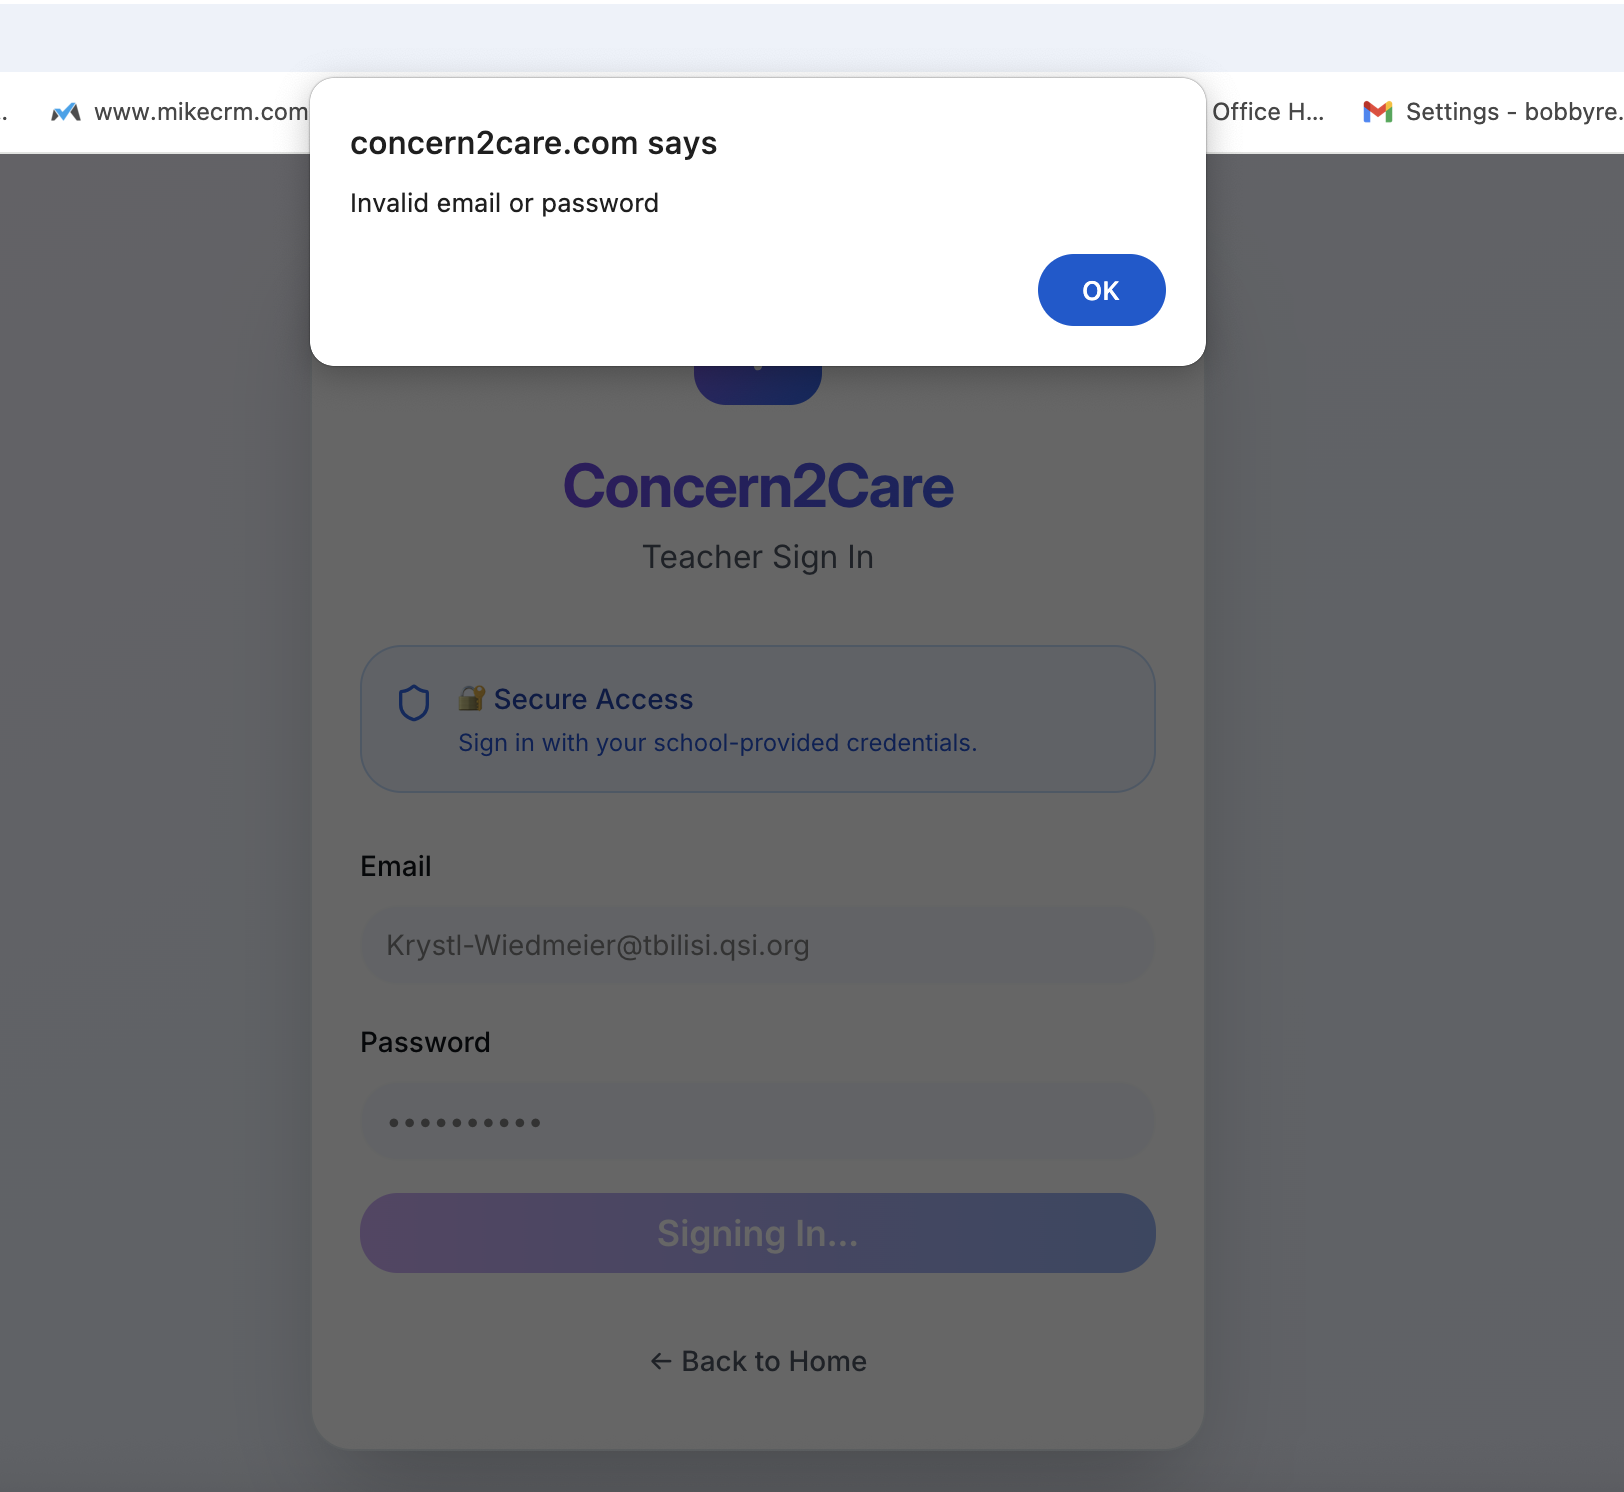 .
www.mikecrm.com
Office H...
Settings - bobbyre.
concern2care.com says
Invalid email or password
OK
Concern2Care
Teacher Sign In
🔐 Secure Access
Sign in with your school-provided credentials.
Email
Krystl-Wiedmeier@tbilisi.qsi.org
Password
••••••••••
Signing In...
← Back to Home